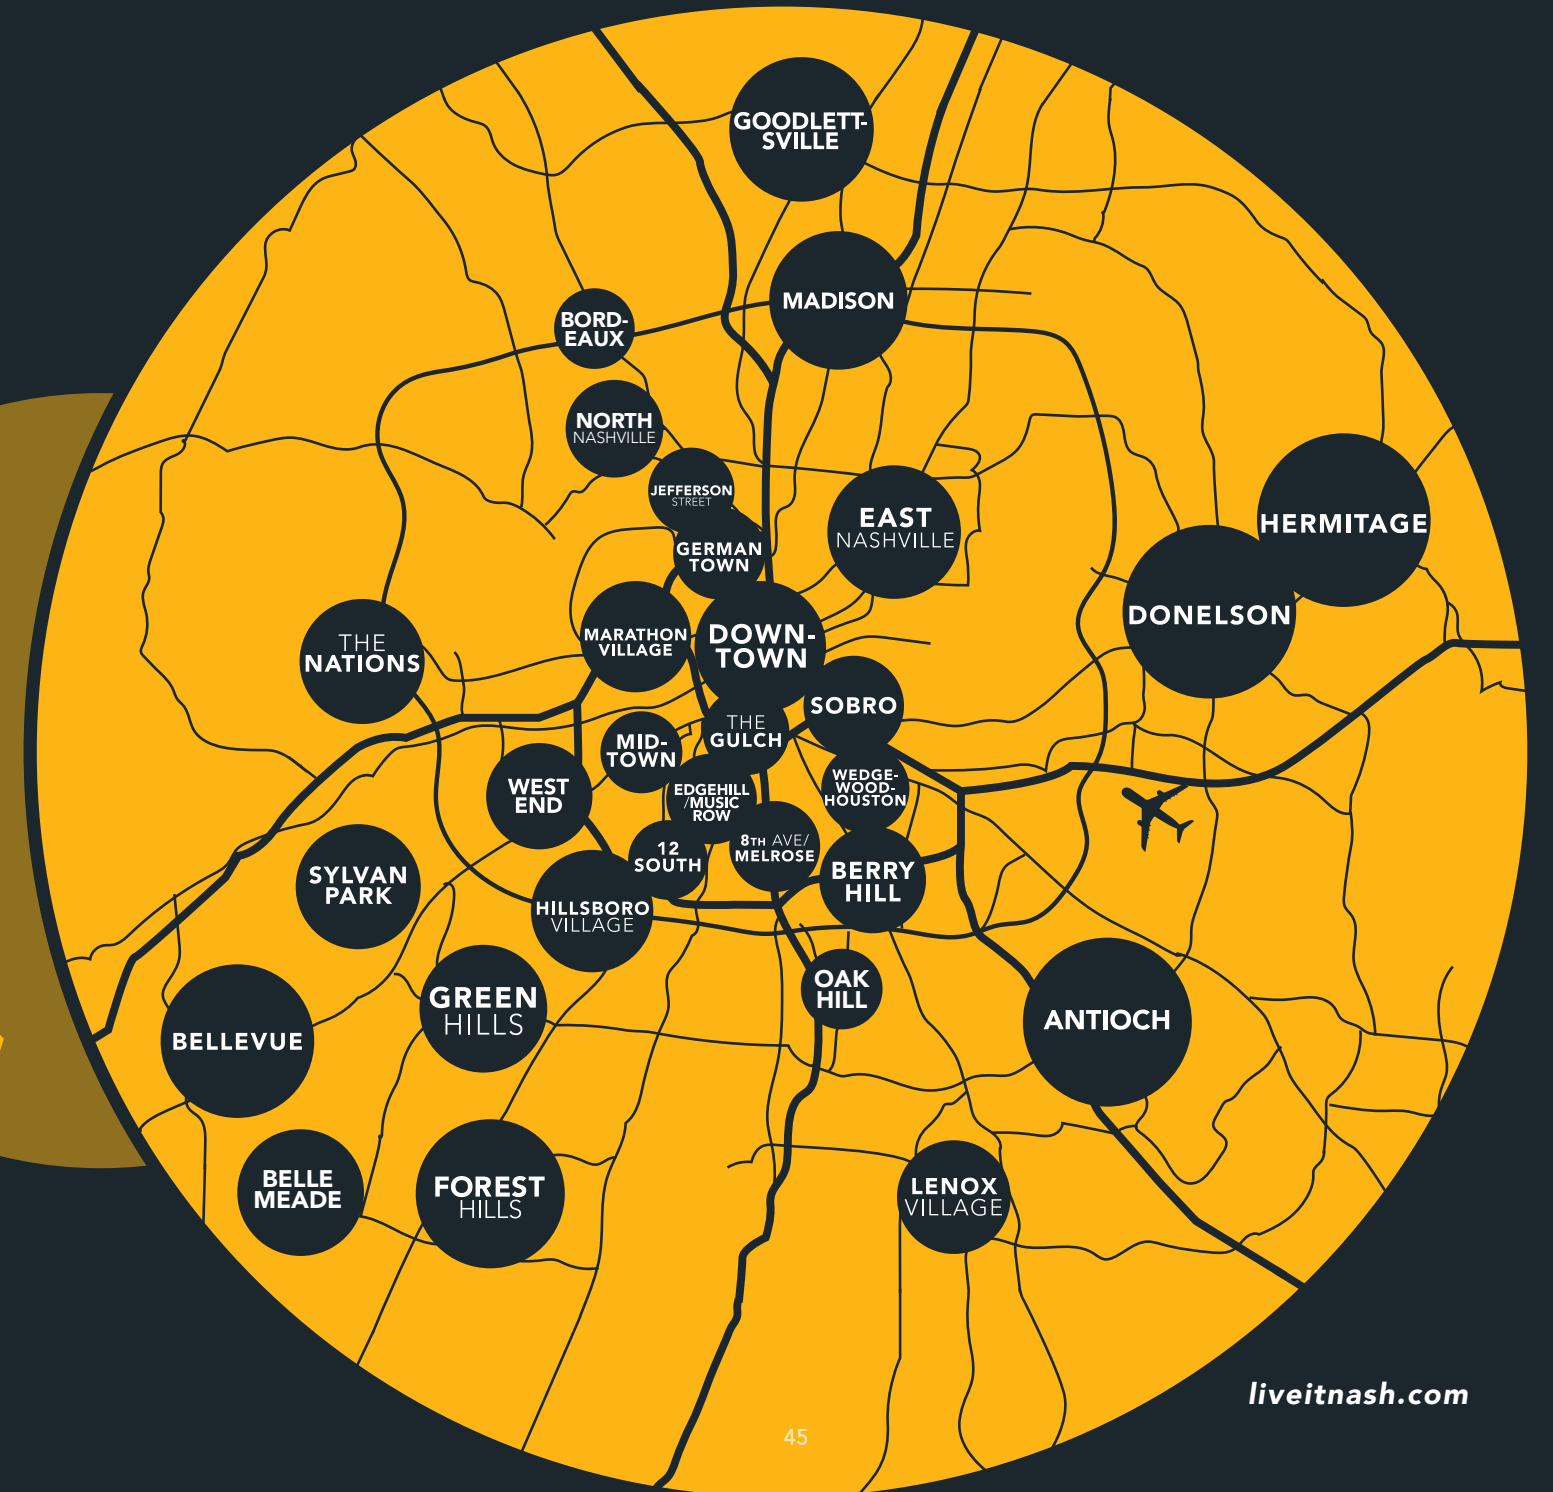 GOODLETT-
SVILLE
MADISON
BORD-
EAUX
NORTH
NASHVILLE
JEFFERSON
STREET
EAST
NASHVILLE
HERMITAGE
GERMAN
TOWN
DONELSON
THE
NATIONS
MARATHON
VILLAGE
DOWN-
TOWN
SOBRO
THE
GULCH
MID-
TOWN
WEST
END
EDGEHILL
/MUSIC
ROW
WEDGE-
WOOD-
HOUSTON
12
SOUTH
8TH AVE/
MELROSE
BERRY
HILL
SYLVAN
PARK
HILLSBORO
VILLAGE
OAK
HILL
GREEN
HILLS
ANTIOCH
BELLEVUE
BELLE
MEADE
FOREST
HILLS
LENOX
VILLAGE
liveitnash.com
45